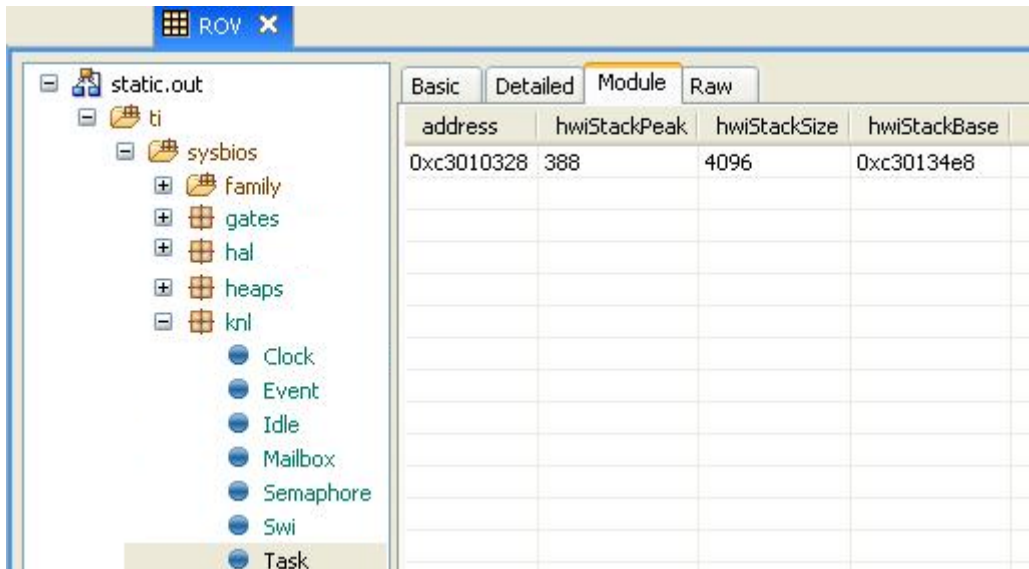 ROV
static.out
ti
sysbios
family
gates
hal
heaps
knl
Clock
Event
Idle
Mailbox
Semaphore
Swi
Task
Basic Detailed Module Raw
address hwiStackPeak hwiStackSize hwiStackBase
0xc3010328 388 4096 0xc30134e8